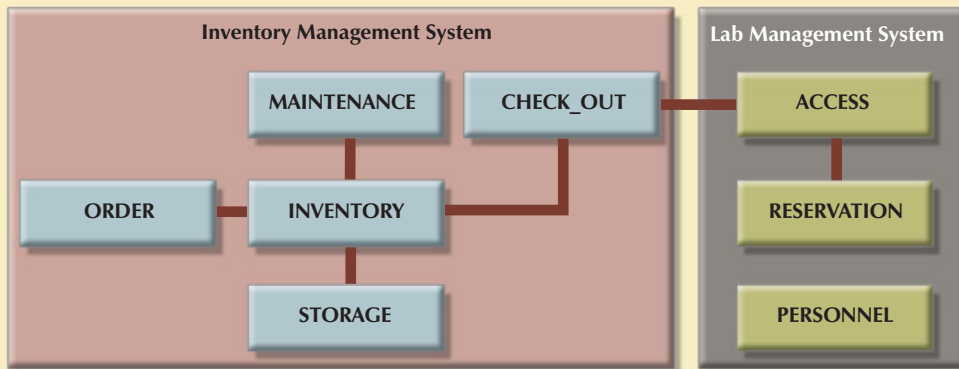 Inventory Management System
Lab Management System
MAINTENANCE
CHECK_OUT
ACCESS
ORDER
INVENTORY
RESERVATION
STORAGE
PERSONNEL